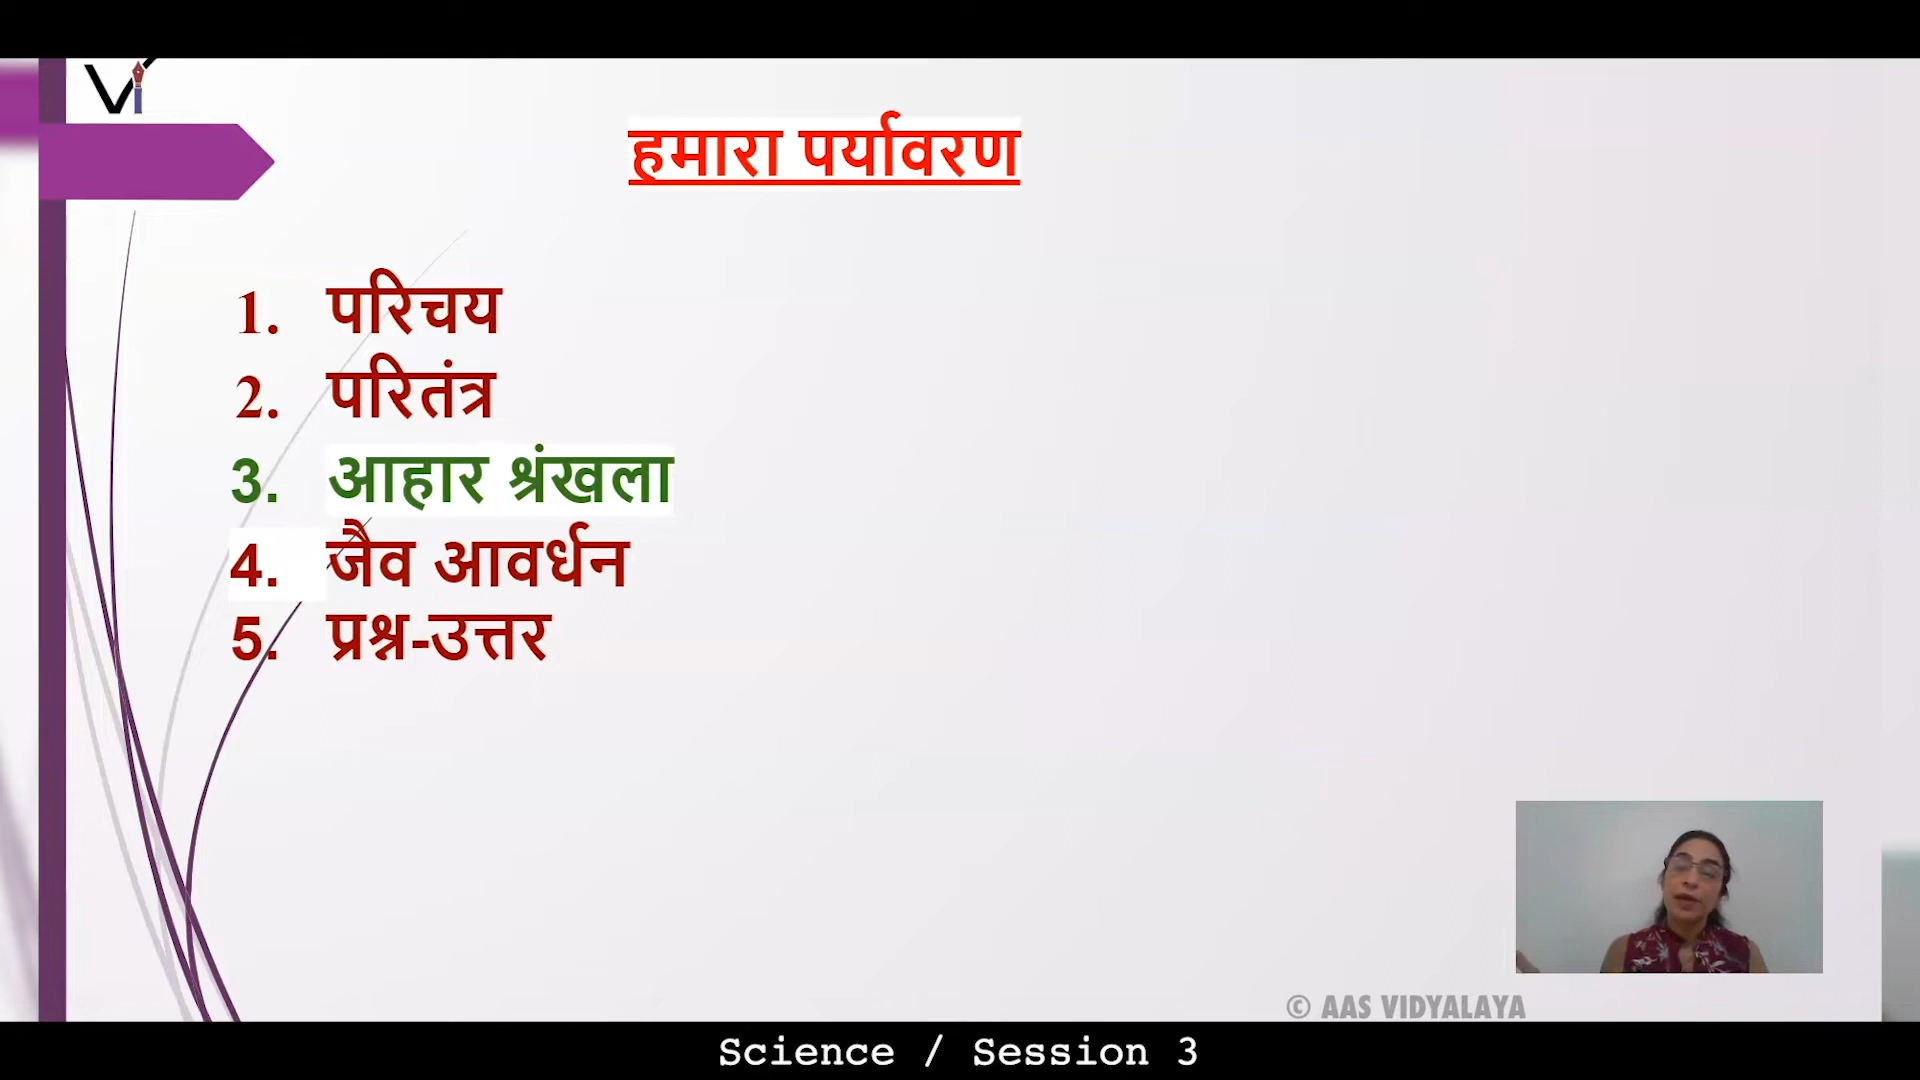 Vi
हमारा पर्यावरण
1. परिचय
2. परितंत्र
3. आहार श्रंखला
4. जैव आवर्धन
5. प्रश्न-उत्तर
© AAS VIDYALAYA
Science / Session 3